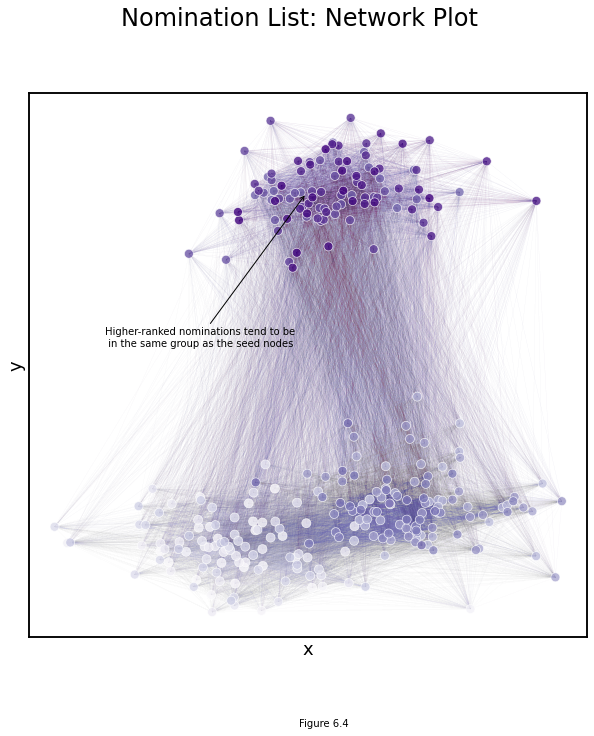 Nomination List: Network Plot
Higher-ranked nominations tend to be
in the same group as the seed nodes
y
x
Figure 6.4